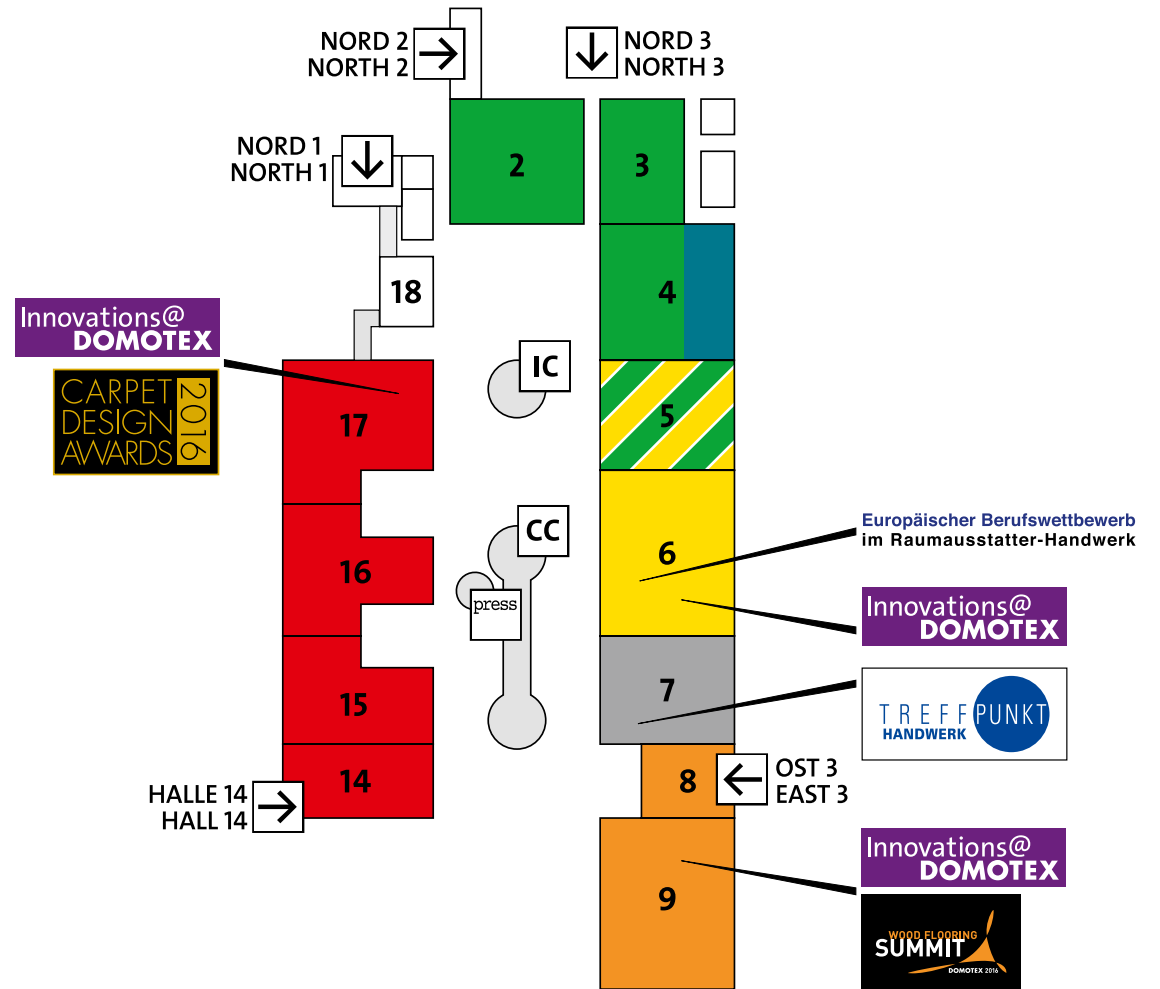 NORD 2
NORTH 2
NORD 3
NORTH 3
NORD 1
NORTH 1
2
3
18
4
Innovations@
DOMOTEX
CARPET
DESIGN
AWARDS
2016
IC
17
5
CC
6
Europäischer Berufswettbewerb
im Raumausstatter-Handwerk
16
press
Innovations@
DOMOTEX
15
7
TREFFPUNKT
HANDWERK
HALLE 14
HALL 14
14
8
OST 3
EAST 3
9
Innovations@
DOMOTEX
WOOD FLOORING
SUMMIT
DOMOTEX 2016